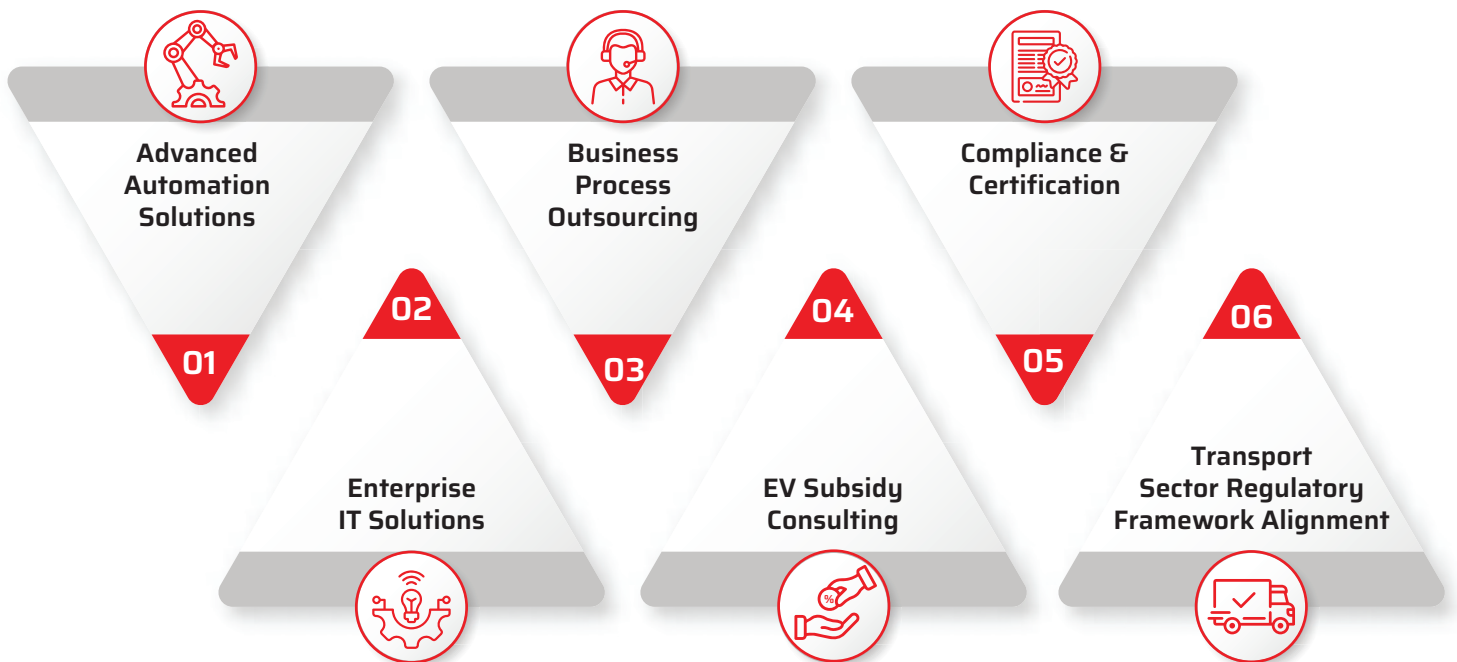 Advanced
Automation
Solutions
01
02
Enterprise
IT Solutions
Business
Process
Outsourcing
03
04
EV Subsidy
Consulting
%
Compliance &
Certification
05
06
Transport
Sector Regulatory
Framework Alignment